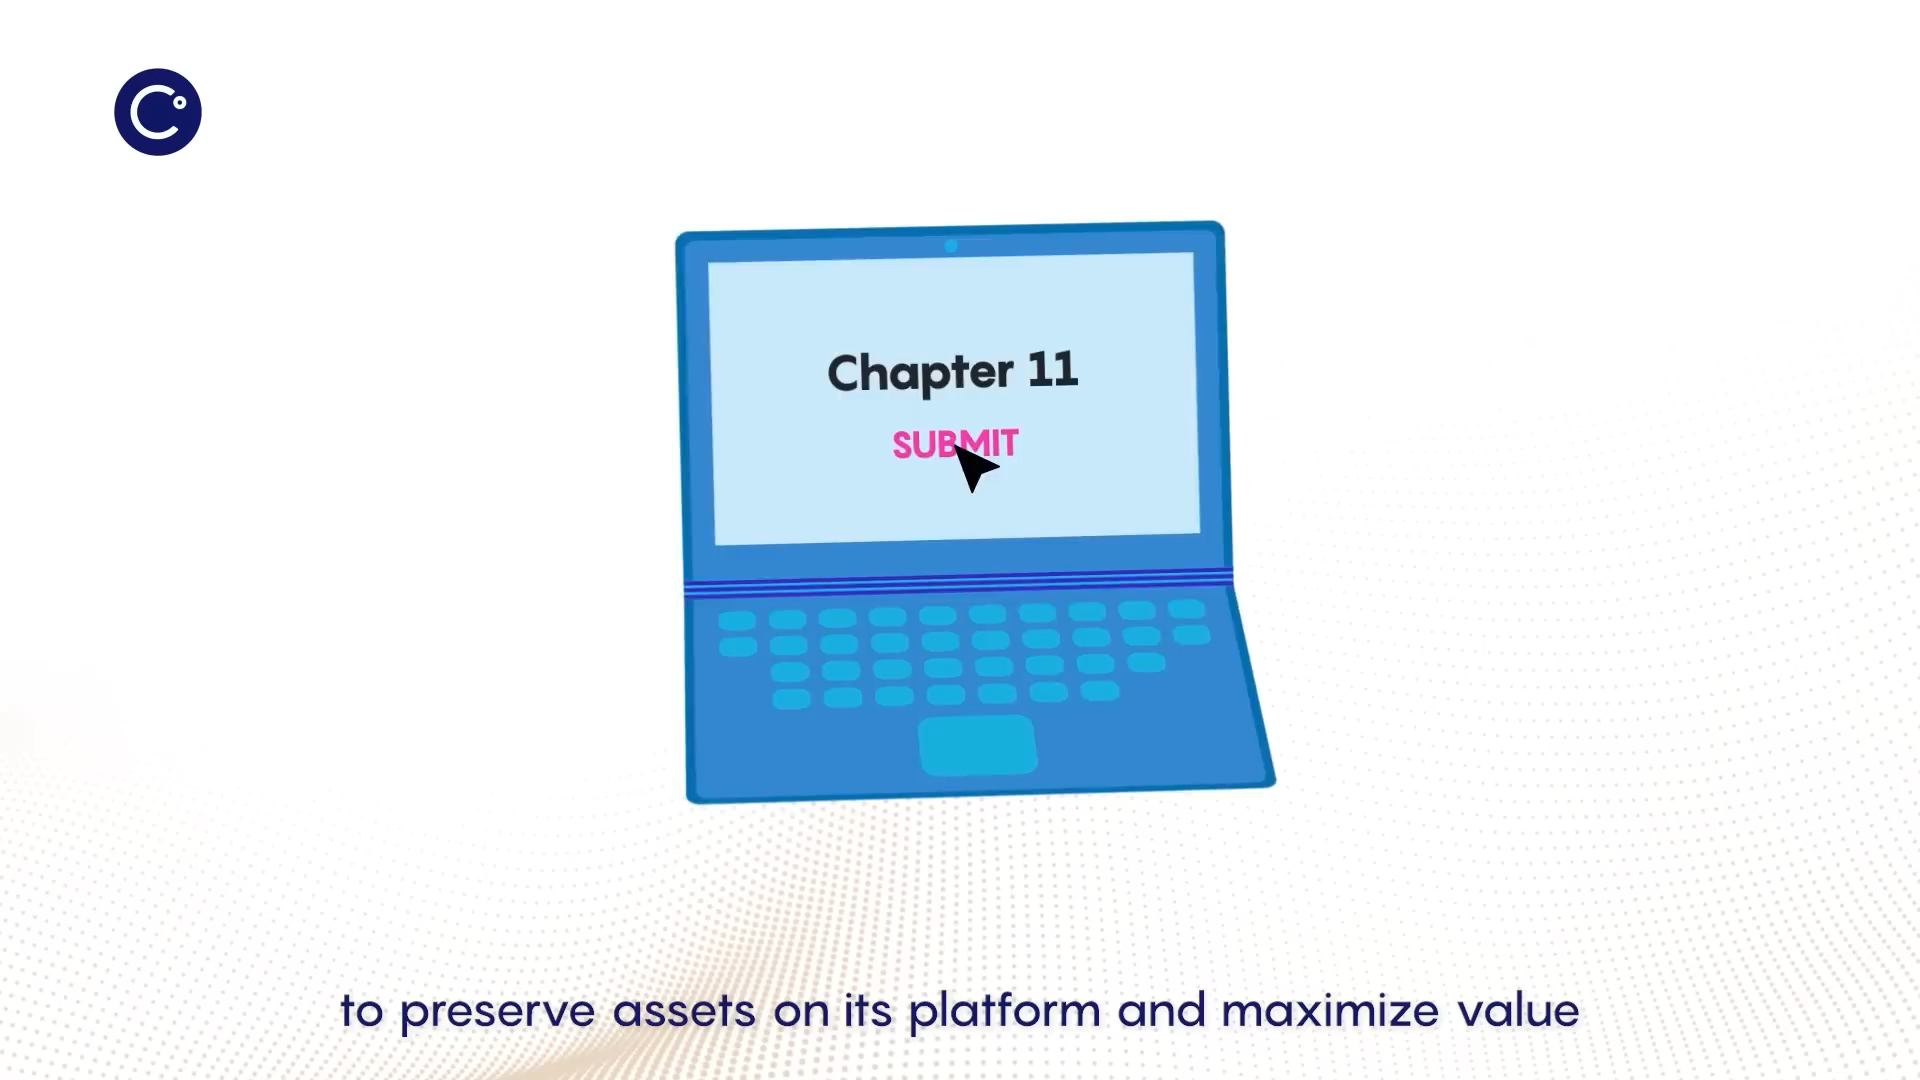 Chapter 11
SUBMIT
to preserve assets on its platform and maximize value